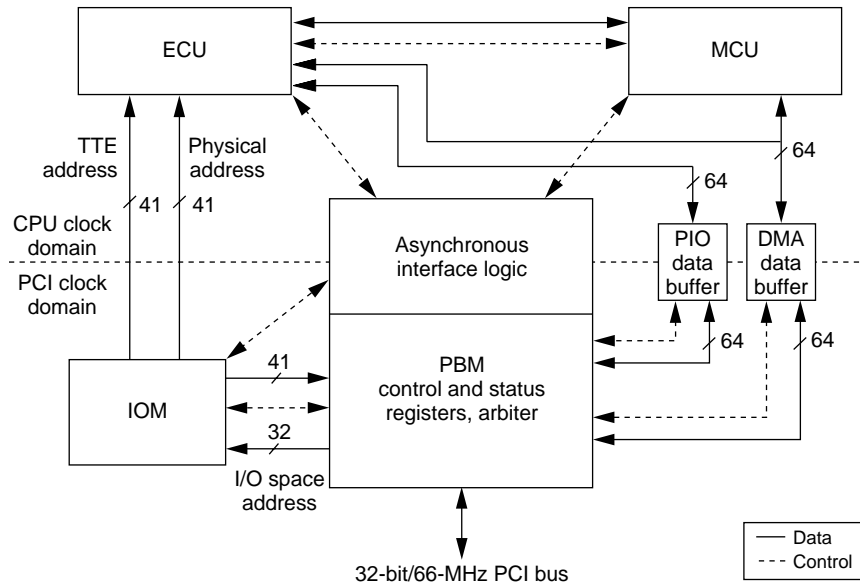 ECU
MCU
TTE
address
Physical
address
64
64
41
41
CPU clock
domain
PCI clock
domain
Asynchronous
interface logic
PIO
data
buffer
DMA
data
buffer
64
64
IOM
41
32
I/O space
address
PBM
control and status
registers, arbiter
32-bit/66-MHz PCI bus
Data
Control